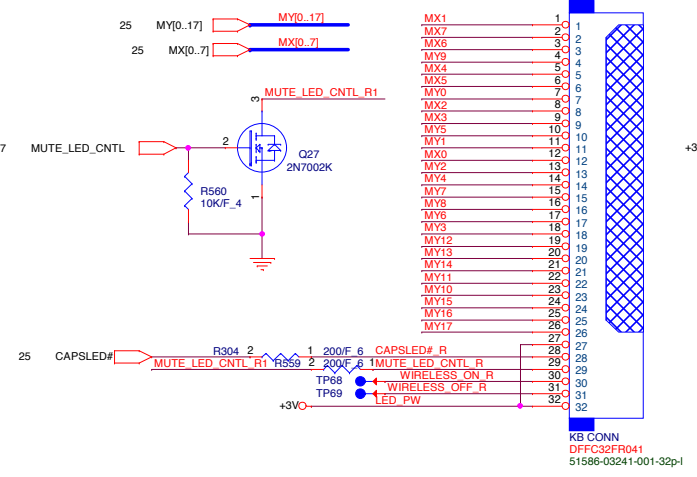 25 MY[0..17] MY[0..17]
25 MX[0..7] MX[0..7]
MX1 1 1
MX7 2 2
MX6 3 3
MY9 4 4
MX4 5 5
MX5 6 6
MY0 7 7
MX2 8 8
MX3 9 9
MY5 10 10
MY1 11 11
MX0 12 12
MY2 13 13
MY4 14 14
MY7 15 15
MY8 16 16
MY6 17 17
MY3 18 18
MY12 19 19
MY13 20 20
MY14 21 21
MY11 22 22
MY10 23 23
MY15 24 24
MY16 25 25
MY17 26 26
27 27
28 28
29 29
30 30
31 31
32 32
+3
3 MUTE_LED_CNTL_R1
7 MUTE_LED_CNTL 2
Q27
2N7002K
1
R560
10K/F_4
25 CAPSLED# R304 2 1 200/F_6 CAPSLED#_R
MUTE_LED_CNTL_R1 R559 2 200/F_6 1 MUTE_LED_CNTL_R
TP68 WIRELESS_ON_R
TP69 WIRELESS_OFF_R
+3V LED_PW
KB CONN
DFFC32FR041
51586-03241-001-32p-l